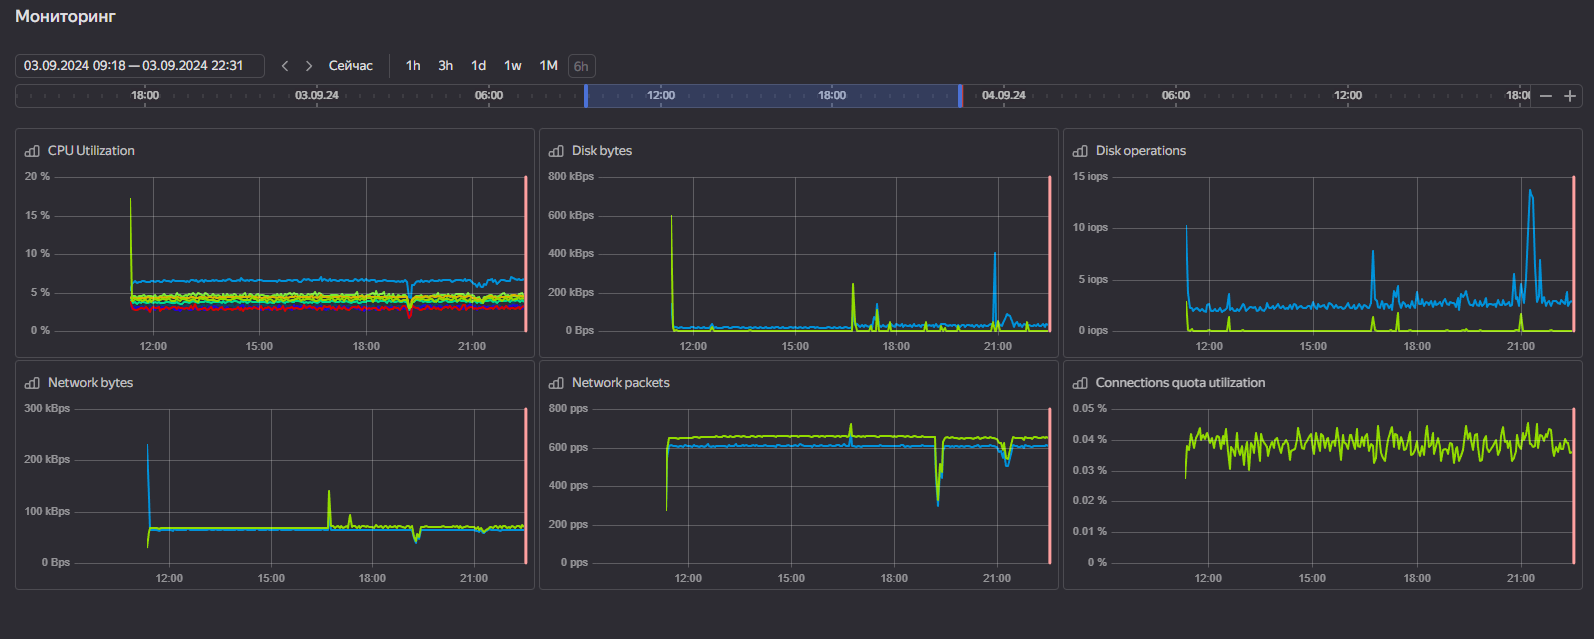 Мониторинг
03.09.2024 09:18 — 03.09.2024 22:31 Сейчас 1h 3h 1d 1w 1M 6h
18:00 03.09.24 06:00 12:00 18:00 04.09.24 06:00 12:00 18:0
CPU Utilization
20 %
15 %
10 %
5 %
0 %
12:00 15:00 18:00 21:00
Disk bytes
800 kBps
600 kBps
400 kBps
200 kBps
0 Bps
12:00 15:00 18:00 21:00
Disk operations
15 iops
10 iops
5 iops
0 iops
12:00 15:00 18:00 21:00
Network bytes
300 kBps
200 kBps
100 kBps
0 Bps
12:00 15:00 18:00 21:00
Network packets
800 pps
600 pps
400 pps
200 pps
0 pps
12:00 15:00 18:00 21:00
Connections quota utilization
0.05 %
0.04 %
0.03 %
0.02 %
0.01 %
0 %
12:00 15:00 18:00 21:00